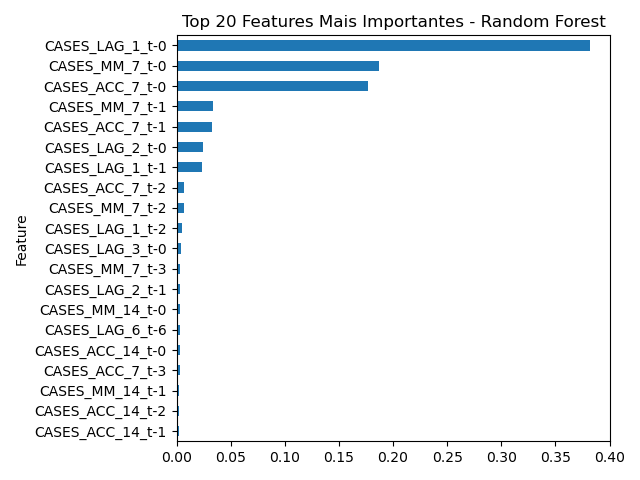 Top 20 Features Mais Importantes - Random Forest
Feature
CASES_LAG_1_t-0
CASES_MM_7_t-0
CASES_ACC_7_t-0
CASES_MM_7_t-1
CASES_ACC_7_t-1
CASES_LAG_2_t-0
CASES_LAG_1_t-1
CASES_ACC_7_t-2
CASES_MM_7_t-2
CASES_LAG_1_t-2
CASES_LAG_3_t-0
CASES_MM_7_t-3
CASES_LAG_2_t-1
CASES_MM_14_t-0
CASES_LAG_6_t-6
CASES_ACC_14_t-0
CASES_ACC_7_t-3
CASES_MM_14_t-1
CASES_ACC_14_t-2
CASES_ACC_14_t-1
0.00 0.05 0.10 0.15 0.20 0.25 0.30 0.35 0.40